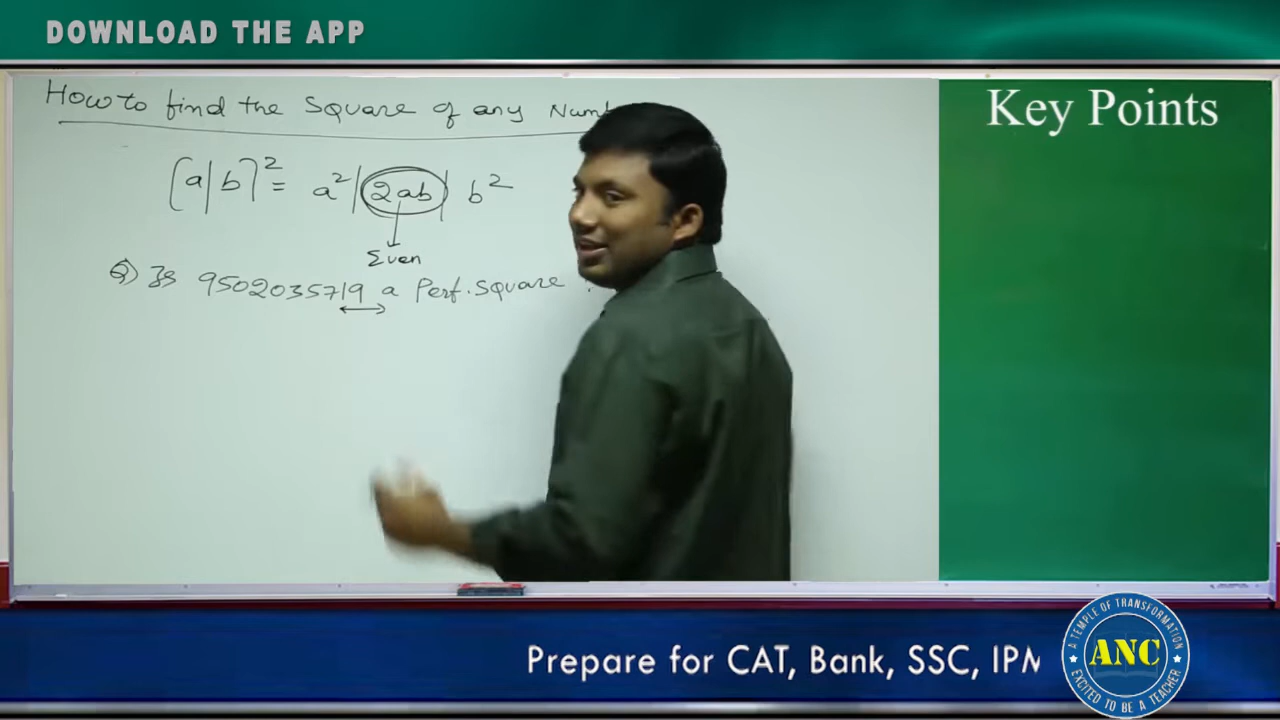 DOWNLOAD THE APP
How to find the Square of any Numb
Key Points
[a|b]² = a²|2ab| b²
Even
Q) Is 9502035719 a Perf. Square
Prepare for CAT, Bank, SSC, IPM
A TEMPLE OF TRANSFORMATION
ANC
EXCITED TO BE A TEACHER